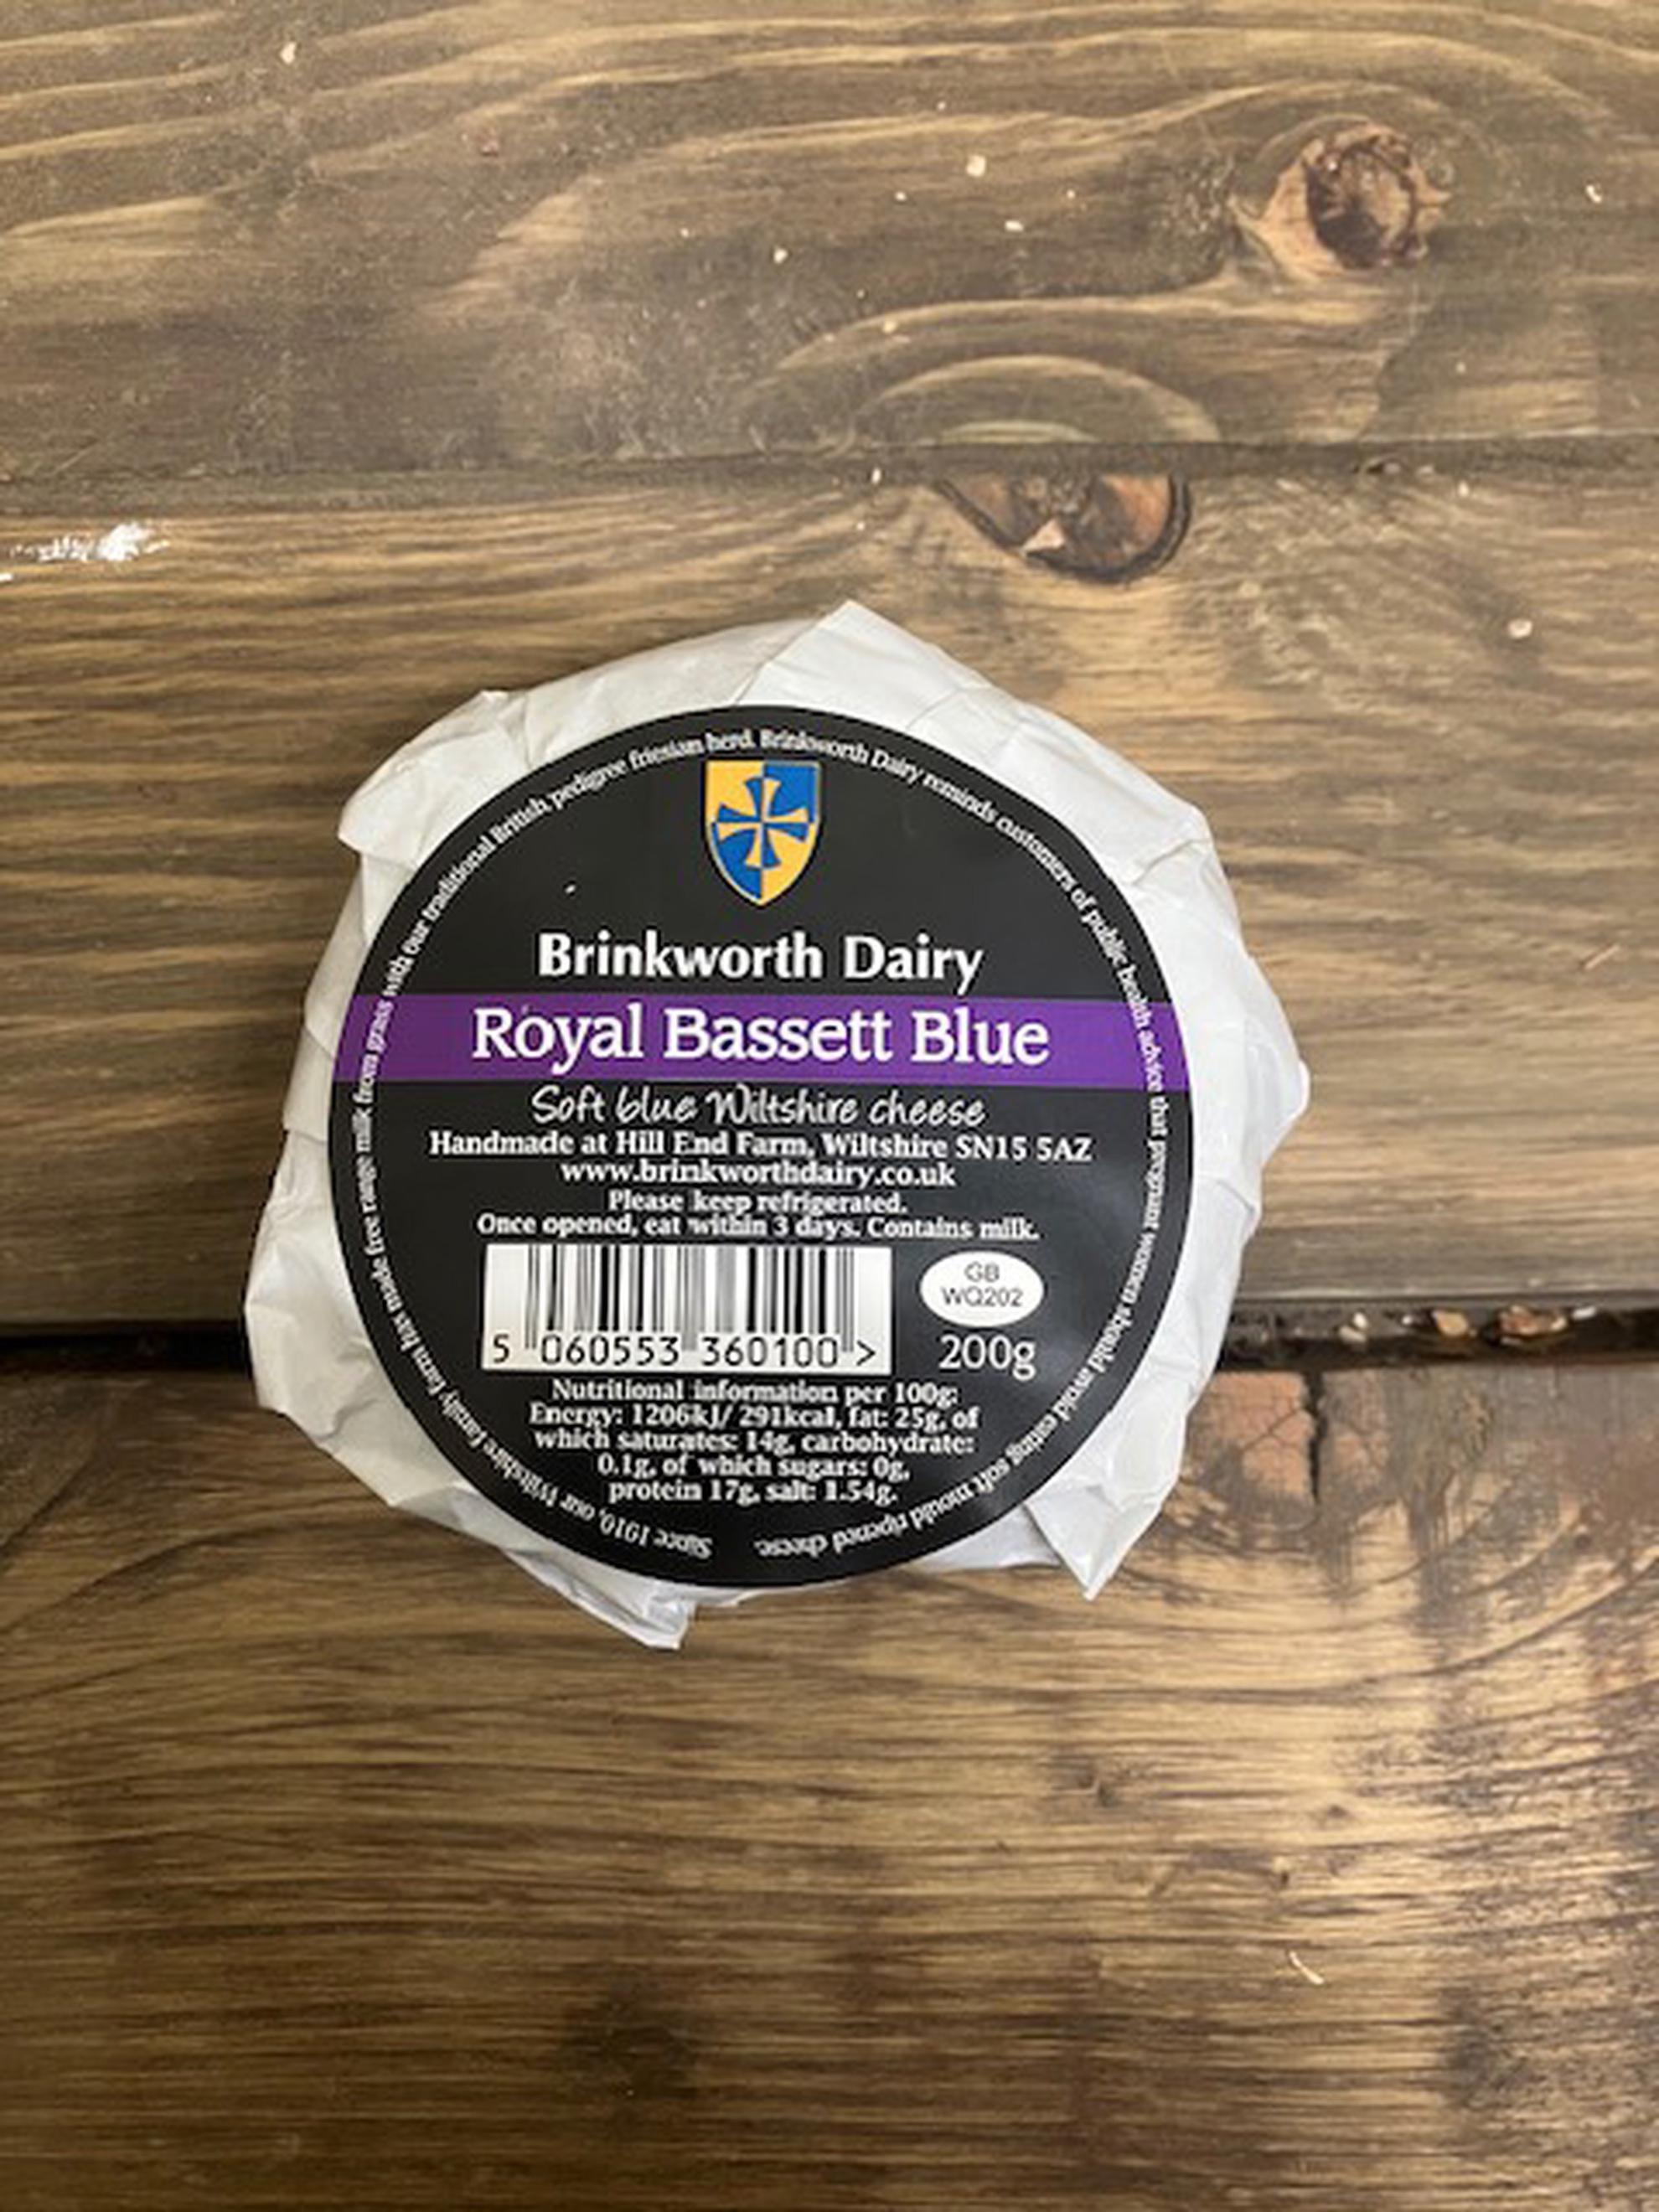 Since 1910, our Wiltshire family farm has made free range milk from grass with our traditional British, pedigree friesian herd. Brinkworth Dairy reminds customers of public health advice that pregnant women should avoid eating soft mould ripened cheese.
Brinkworth Dairy
Royal Bassett Blue
Soft blue Wiltshire cheese
Handmade at Hill End Farm, Wiltshire SN15 5AZ
www.brinkworthdairy.co.uk
Please keep refrigerated.
Once opened, eat within 3 days. Contains milk.
GB
WQ202
5 060553 360100 >
200g
Nutritional information per 100g:
Energy: 1206kJ/ 291kcal, fat: 25g, of
which saturates: 14g, carbohydrate:
0.1g, of which sugars: 0g,
protein 17g, salt: 1.54g.